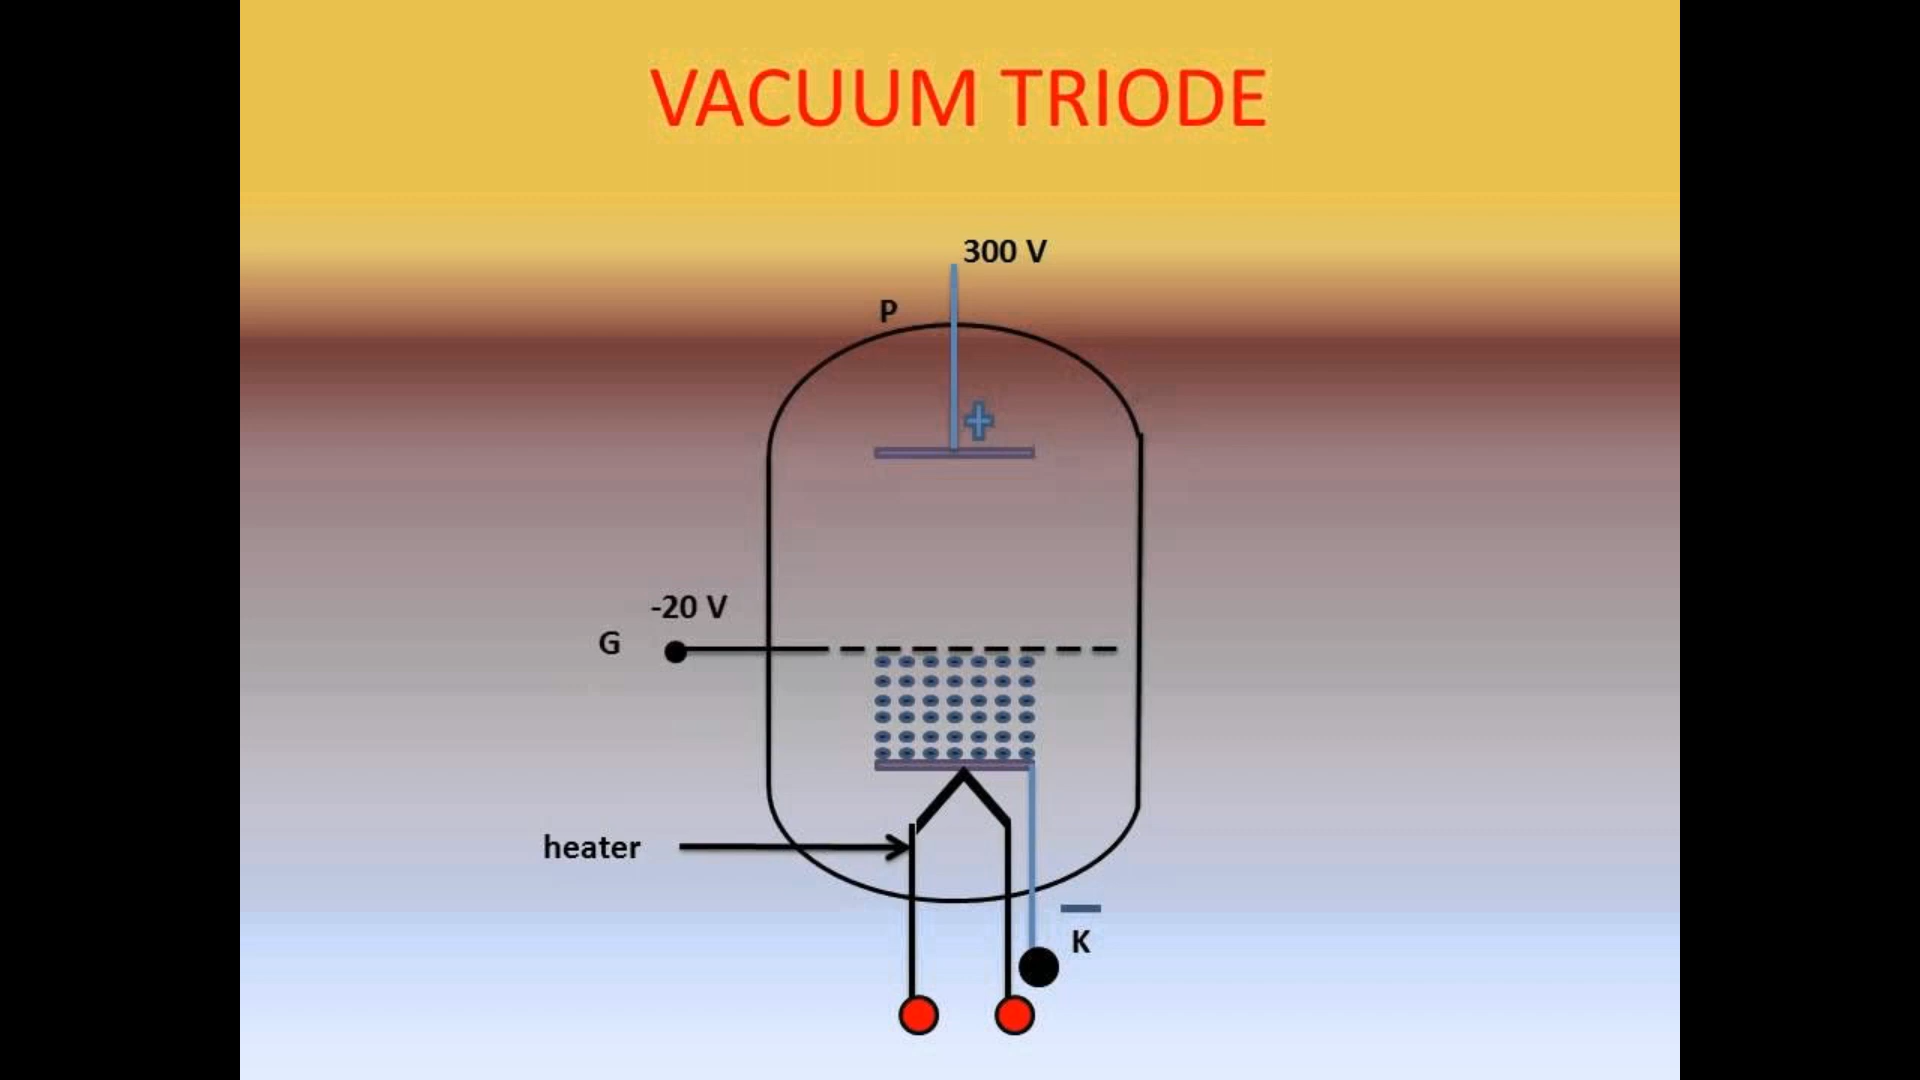 VACUUM TRIODE
300 V
P
+
-20 V
G
heater
K